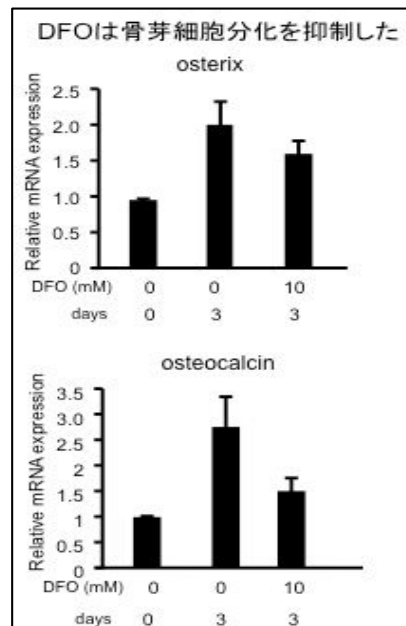 DFOは骨芽細胞分化を抑制した
osterix
Relative mRNA expression
2.5
2.0
1.5
1.0
0.5
0
DFO (mM) 0 0 10
days 0 3 3
osteocalcin
Relative mRNA expression
3.5
3.0
2.5
2
1.5
1
0.5
0
DFO (mM) 0 0 10
days 0 3 3